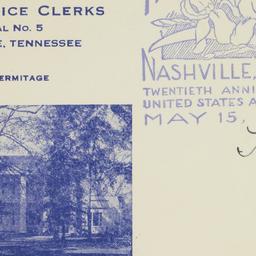 ICE CLERKS
AL NO. 5
E, TENNESSEE
ERMITAGE
NASHVILLE,
TWENTIETH ANNI
UNITED STATES A
MAY 15,